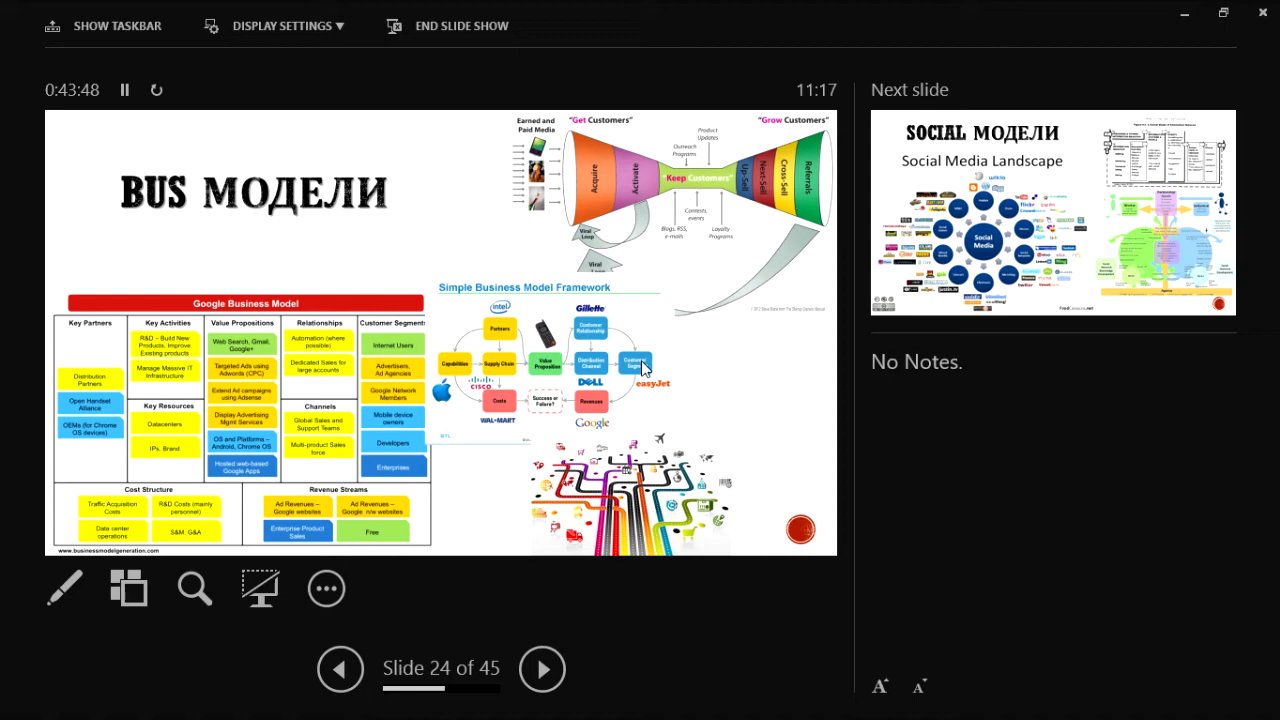 SHOW TASKBAR
DISPLAY SETTINGS ▼
END SLIDE SHOW
0:43:48
11:17
Next slide
BUS МОДЕЛИ
Earned and
Paid Media
"Get Customers"
"Grow Customers"
Product
Updates
Outreach
Programs
Acquire
Activate
Keep Customers"
Up-Sell
Next-Sell
Cross-Sell
Referrals
Contests,
events
Blogs, RSS,
e-mails
Loyalty
Programs
Viral
Loop
Viral
Google Business Model
Key Partners
Distribution
Partners
Open Handset
Alliance
OEMs (for Chrome
OS devices)
Key Activities
R&D – Build New
Products, Improve
Existing products
Manage Massive IT
Infrastructure
Key Resources
Datacenters
IPs, Brand
Value Propositions
Web Search, Gmail,
Google+
Targeted Ads using
Adwords (CPC)
Extend Ad campaigns
using Adsense
Display Advertising
Mgmt Services
OS and Platforms –
Android, Chrome OS
Hosted web-based
Google Apps
Relationships
Automation (where
possible)
Dedicated Sales for
large accounts
Channels
Global Sales and
Support Teams
Multi-product Sales
force
Customer Segments
Internet Users
Advertisers,
Ad Agencies
Google Network
Members
Mobile device
owners
Developers
Enterprises
Cost Structure
Traffic Acquisition
Costs
R&D Costs (mainly
personnel)
Data center
operations
S&M, G&A
Revenue Streams
Ad Revenues –
Google websites
Ad Revenues –
Google n/w websites
Enterprise Product
Sales
Free
www.businessmodelgeneration.com
Simple Business Model Framework
intel
Gillette
Partners
Customer
Relationship
Capabilities
Supply Chain
Value
Proposition
Distribution
Channel
CISCO
DELL
easyJet
Costs
Success or
Failure?
Revenues
WAL-MART
Google
SOCIAL МОДЕЛИ
Social Media Landscape
Social
Media
No Notes.
Slide 24 of 45
A
A